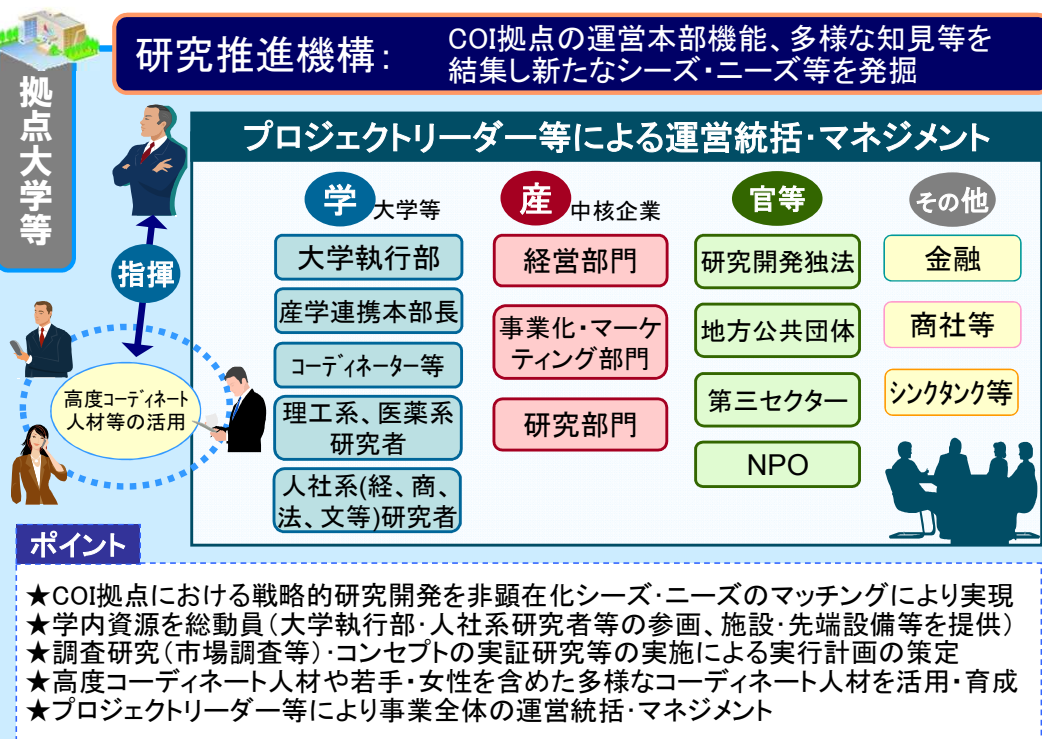 拠点大学等
研究推進機構：
COI拠点の運営本部機能、多様な知見等を
結集し新たなシーズ・ニーズ等を発掘
プロジェクトリーダー等による運営統括・マネジメント
指揮
高度コーディネート
人材等の活用
学 大学等
大学執行部
産学連携本部長
コーディネーター等
理工系、医薬系
研究者
人社系(経、商、
法、文等)研究者
産 中核企業
経営部門
事業化・マーケ
ティング部門
研究部門
官等
研究開発独法
地方公共団体
第三セクター
NPO
その他
金融
商社等
シンクタンク等
ポイント
★COI拠点における戦略的研究開発を非顕在化シーズ・ニーズのマッチングにより実現
★学内資源を総動員（大学執行部・人社系研究者等の参画、施設・先端設備等を提供）
★調査研究（市場調査等）・コンセプトの実証研究等の実施による実行計画の策定
★高度コーディネート人材や若手・女性を含めた多様なコーディネート人材を活用・育成
★プロジェクトリーダー等により事業全体の運営統括・マネジメント